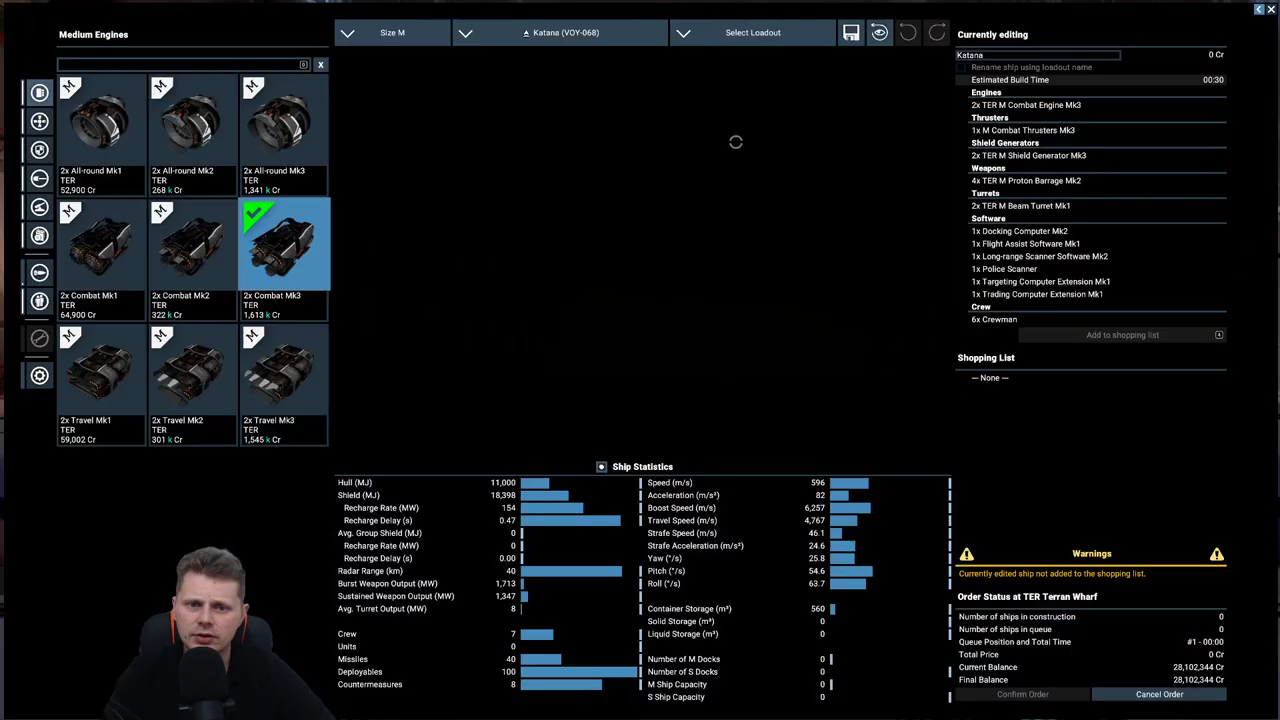 Medium Engines
Size M
Katana (VOY-068)
Select Loadout
x
M
M
M
2x All-round Mk1
TER
52,900 Cr
2x All-round Mk2
TER
268 k Cr
2x All-round Mk3
TER
1,341 k Cr
M
M
2x Combat Mk1
TER
64,900 Cr
2x Combat Mk2
TER
322 k Cr
2x Combat Mk3
TER
1,613 k Cr
M
M
M
2x Travel Mk1
TER
59,002 Cr
2x Travel Mk2
TER
301 k Cr
2x Travel Mk3
TER
1,545 k Cr
Ship Statistics
Hull (MJ) 11,000
Shield (MJ) 18,398
Recharge Rate (MW) 154
Recharge Delay (s) 0.47
Avg. Group Shield (MJ) 0
Recharge Rate (MW) 0
Recharge Delay (s) 0.00
Radar Range (km) 40
Burst Weapon Output (MW) 1,713
Sustained Weapon Output (MW) 1,347
Avg. Turret Output (MW) 8
Crew 7
Units 0
Missiles 40
Deployables 100
Countermeasures 8
Speed (m/s) 596
Acceleration (m/s²) 82
Boost Speed (m/s) 6,257
Travel Speed (m/s) 4,767
Strafe Speed (m/s) 46.1
Strafe Acceleration (m/s²) 24.6
Yaw (°/s) 25.8
Pitch (°/s) 54.6
Roll (°/s) 63.7
Container Storage (m³) 560
Solid Storage (m³) 0
Liquid Storage (m³) 0
Number of M Docks 0
Number of S Docks 0
M Ship Capacity 0
S Ship Capacity 0
Currently editing
Katana 0 Cr
Rename ship using loadout name
Estimated Build Time 00:30
Engines
2x TER M Combat Engine Mk3
Thrusters
1x M Combat Thrusters Mk3
Shield Generators
2x TER M Shield Generator Mk3
Weapons
4x TER M Proton Barrage Mk2
Turrets
2x TER M Beam Turret Mk1
Software
1x Docking Computer Mk2
1x Flight Assist Software Mk1
1x Long-range Scanner Software Mk2
1x Police Scanner
1x Targeting Computer Extension Mk1
1x Trading Computer Extension Mk1
Crew
6x Crewman
Add to shopping list
Shopping List
— None —
Warnings
Currently edited ship not added to the shopping list.
Order Status at TER Terran Wharf
Number of ships in construction 0
Number of ships in queue 0
Queue Position and Total Time #1 - 00:00
Total Price 0 Cr
Current Balance 28,102,344 Cr
Final Balance 28,102,344 Cr
Confirm Order
Cancel Order